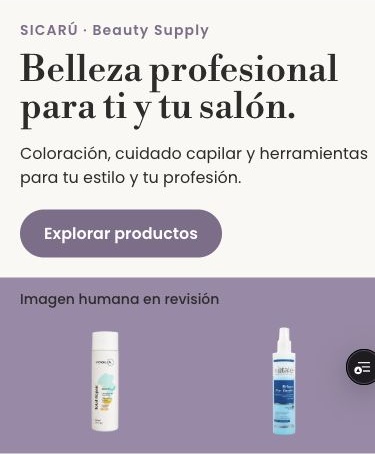 SICARÚ · Beauty Supply
Belleza profesional
para ti y tu salón.
Coloración, cuidado capilar y herramientas
para tu estilo y tu profesión.
Explorar productos
Imagen humana en revisión